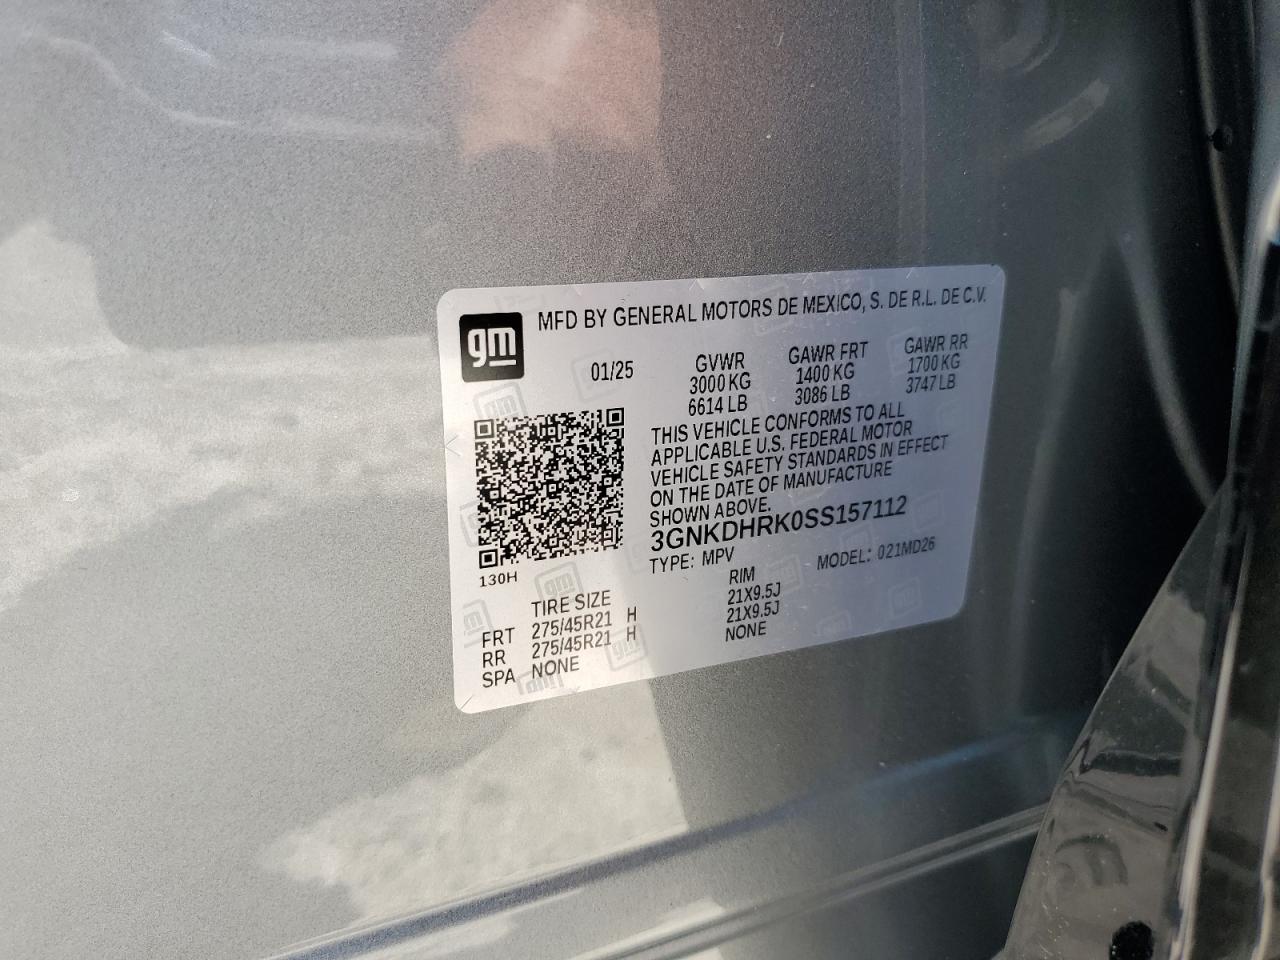 gm
MFD BY GENERAL MOTORS DE MEXICO, S. DE R.L. DE C.V.
01/25
GVWR
3000 KG
6614 LB
GAWR FRT
1400 KG
3086 LB
GAWR RR
1700 KG
3747 LB
THIS VEHICLE CONFORMS TO ALL
APPLICABLE U.S. FEDERAL MOTOR
VEHICLE SAFETY STANDARDS IN EFFECT
ON THE DATE OF MANUFACTURE
SHOWN ABOVE.
3GNKDHRK0SS157112
TYPE: MPV MODEL: 021MD26
130H
TIRE SIZE RIM
FRT 275/45R21 H 21X9.5J
RR 275/45R21 H 21X9.5J
SPA NONE NONE